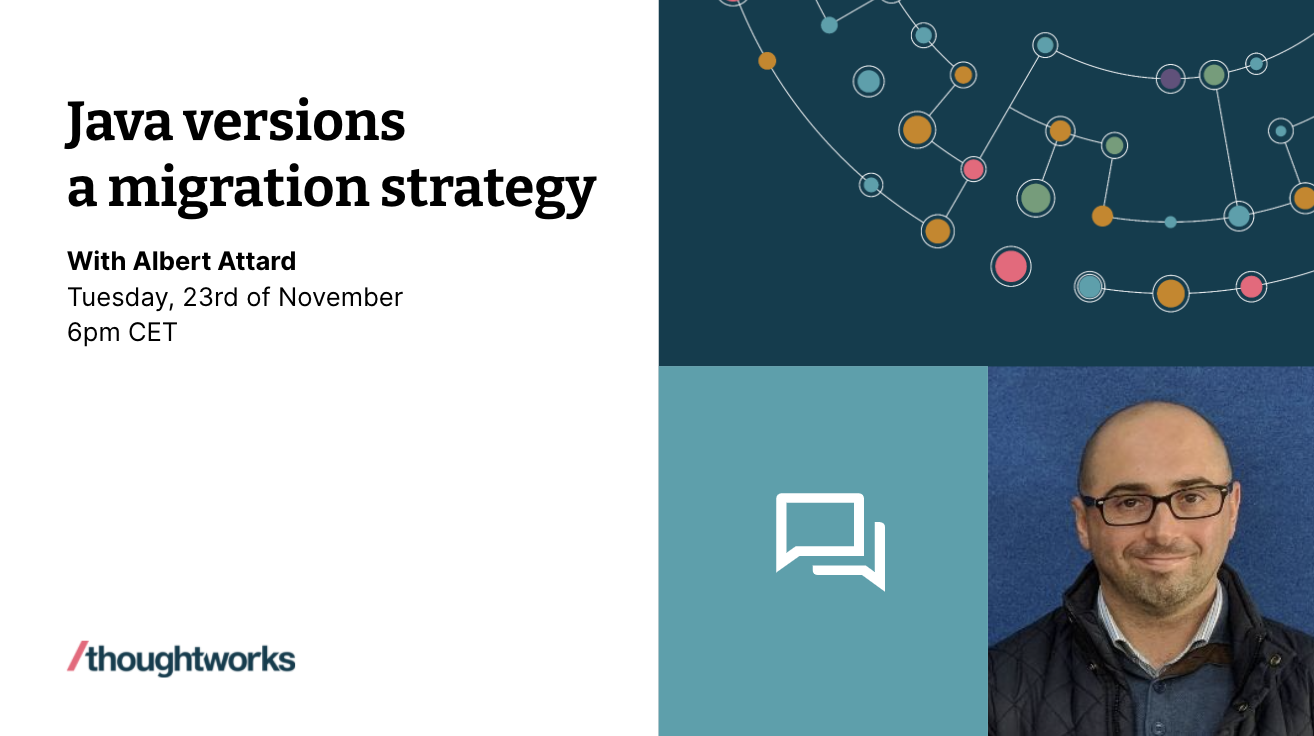 Java versions
a migration strategy
With Albert Attard
Tuesday, 23rd of November
6pm CET
/thoughtworks